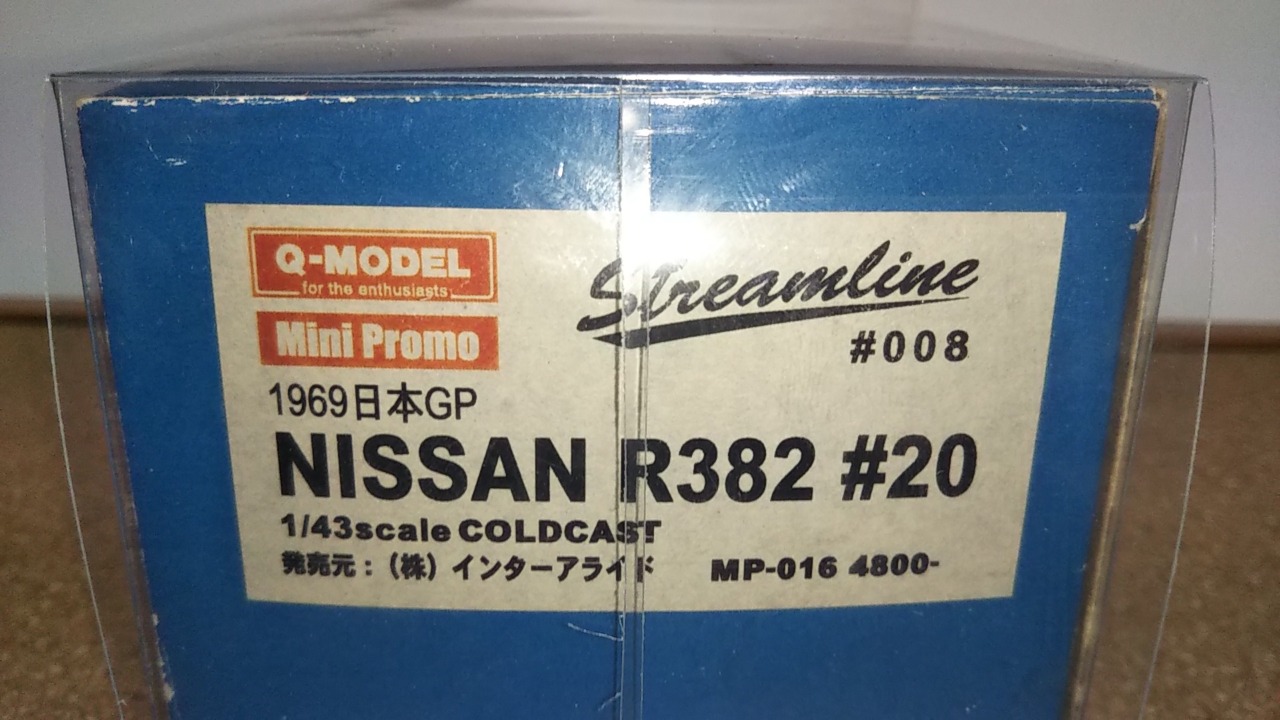 Q-MODEL
for the enthusiasts
Mini Promo
Streamline
#008
1969日本GP
NISSAN R382 #20
1/43scale COLDCAST
発売元：（株）インターアライド MP-016 4800-